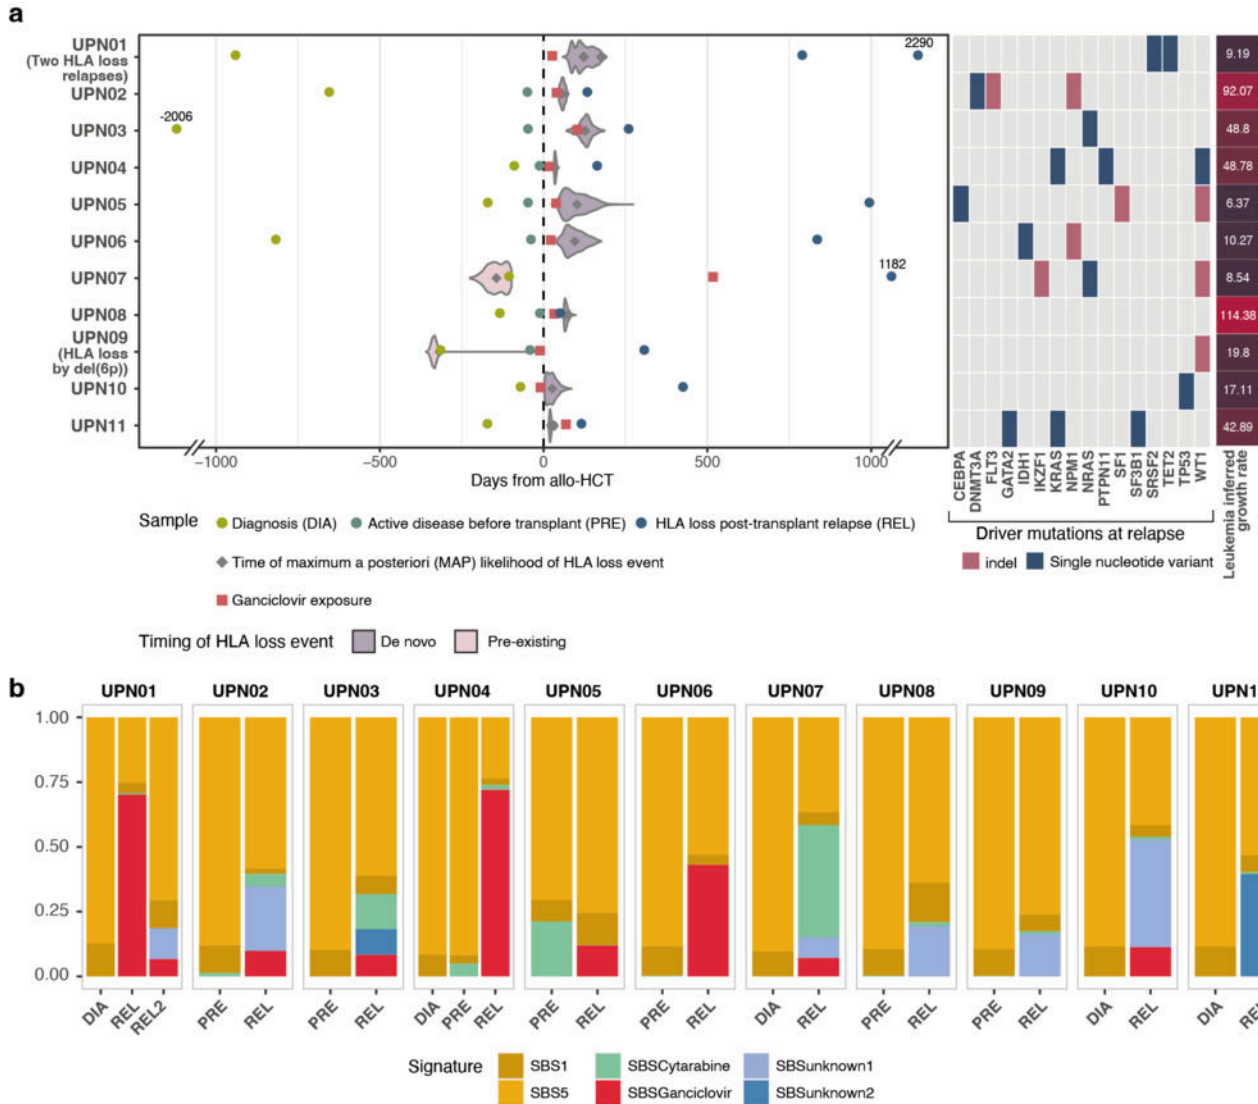 a
UPN01
(Two HLA loss
relapses)
UPN02
UPN03
UPN04
UPN05
UPN06
UPN07
UPN08
UPN09
(HLA loss
by del(6p))
UPN10
UPN11
2290
-2006
1182
−1000
−500
0
500
1000
Days from allo-HCT
9.19
92.07
48.8
48.78
6.37
10.27
8.54
114.38
19.8
17.11
42.89
CEBPA
DNMT3A
FLT3
GATA2
IDH1
IKZF1
KRAS
NPM1
NRAS
PTPN11
SF1
SF3B1
SRSF2
TET2
TP53
WT1
Leukemia inferred
growth rate
Driver mutations at relapse
indel
Single nucleotide variant
Sample
Diagnosis (DIA)
Active disease before transplant (PRE)
HLA loss post-transplant relapse (REL)
Time of maximum a posteriori (MAP) likelihood of HLA loss event
Ganciclovir exposure
Timing of HLA loss event
De novo
Pre-existing
b
UPN01
UPN02
UPN03
UPN04
UPN05
UPN06
UPN07
UPN08
UPN09
UPN10
UPN1
1.00
0.75
0.50
0.25
0.00
DIA
REL
REL2
PRE
REL
PRE
REL
DIA
PRE
REL
PRE
REL
PRE
REL
DIA
REL
PRE
REL
PRE
REL
DIA
REL
DIA
Signature
SBS1
SBSCytarabine
SBSunknown1
SBS5
SBSGanciclovir
SBSunknown2